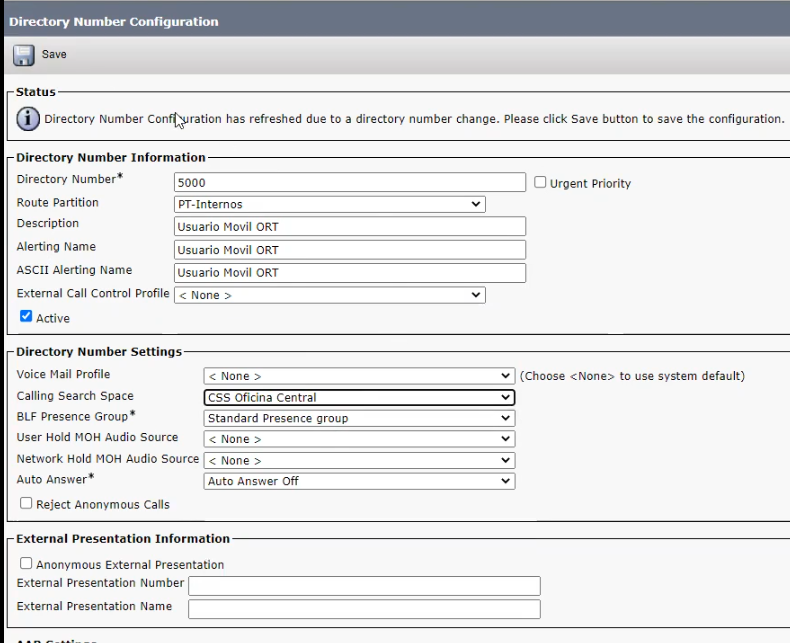 Directory Number Configuration
Save
Status
Directory Number Configuration has refreshed due to a directory number change. Please click Save button to save the configuration.
Directory Number Information
Directory Number* 5000 Urgent Priority
Route Partition PT-Internos
Description Usuario Movil ORT
Alerting Name Usuario Movil ORT
ASCII Alerting Name Usuario Movil ORT
External Call Control Profile < None >
Active
Directory Number Settings
Voice Mail Profile < None > (Choose <None> to use system default)
Calling Search Space CSS Oficina Central
BLF Presence Group* Standard Presence group
User Hold MOH Audio Source < None >
Network Hold MOH Audio Source < None >
Auto Answer* Auto Answer Off
Reject Anonymous Calls
External Presentation Information
Anonymous External Presentation
External Presentation Number
External Presentation Name
AAR Settings